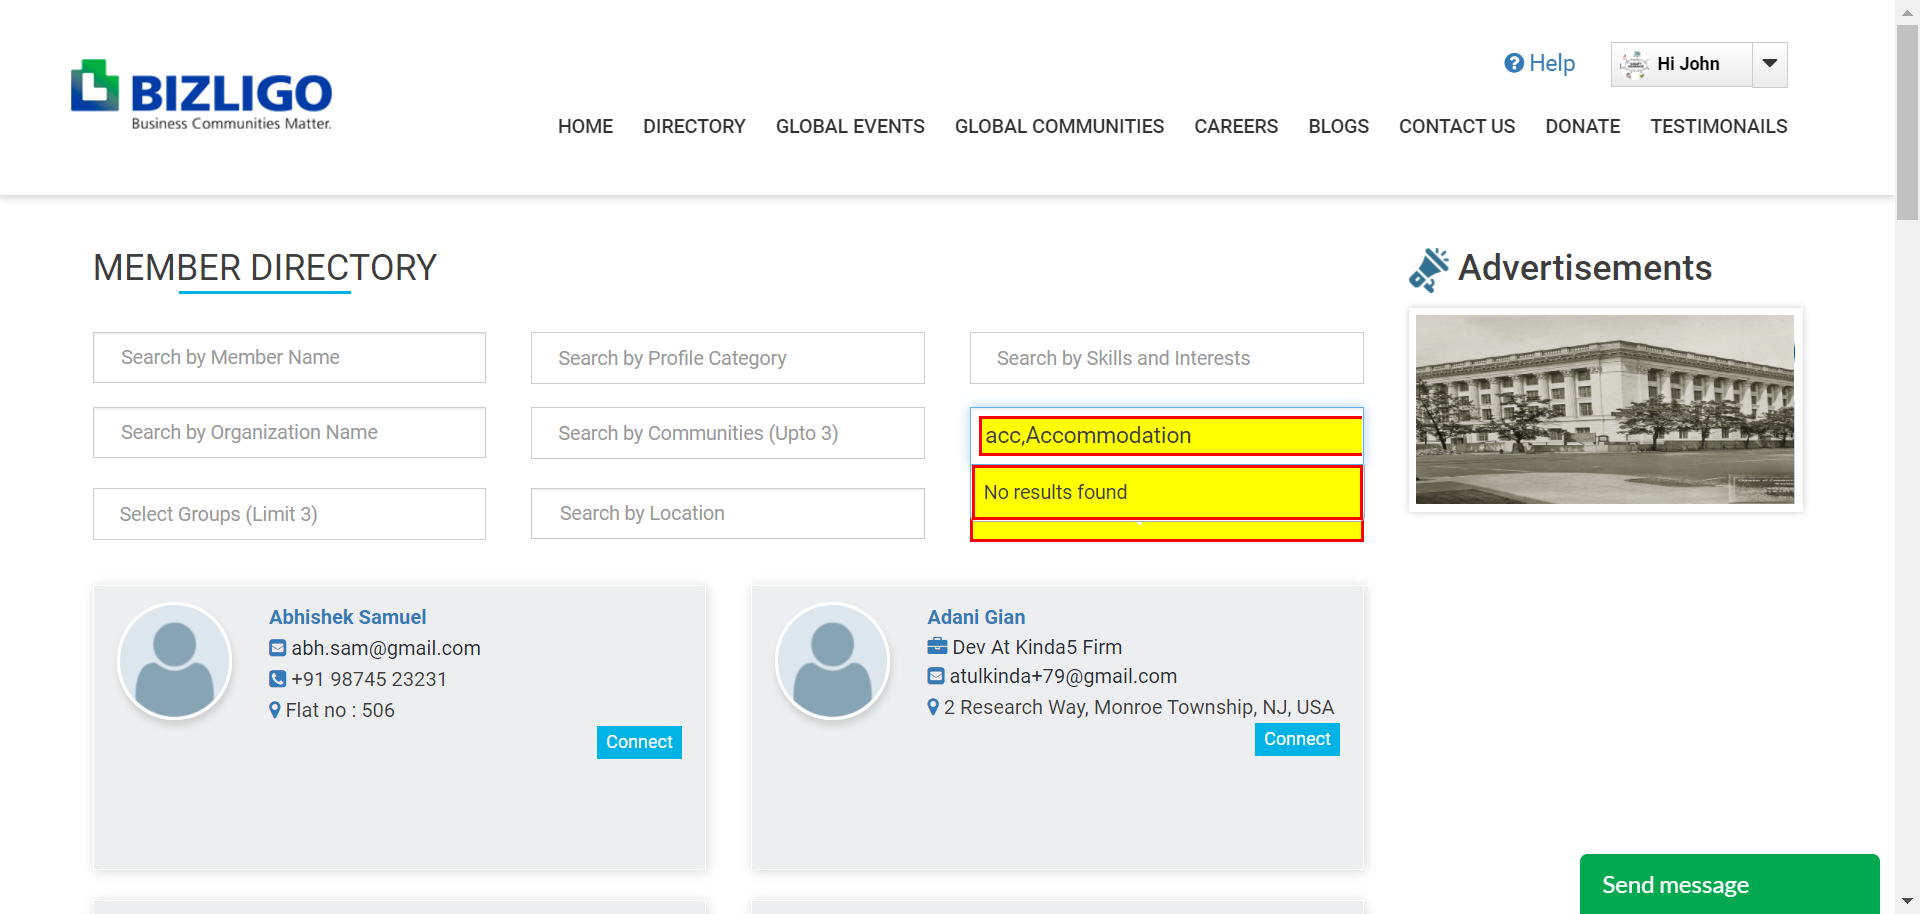 Help
Hi John
BIZLIGO
Business Communities Matter.
HOME DIRECTORY GLOBAL EVENTS GLOBAL COMMUNITIES CAREERS BLOGS CONTACT US DONATE TESTIMONAILS
MEMBER DIRECTORY
Advertisements
Search by Member Name
Search by Profile Category
Search by Skills and Interests
Search by Organization Name
Search by Communities (Upto 3)
acc,Accommodation
No results found
Select Groups (Limit 3)
Search by Location
Abhishek Samuel
abh.sam@gmail.com
+91 98745 23231
Flat no : 506
Connect
Adani Gian
Dev At Kinda5 Firm
atulkinda+79@gmail.com
2 Research Way, Monroe Township, NJ, USA
Connect
Send message